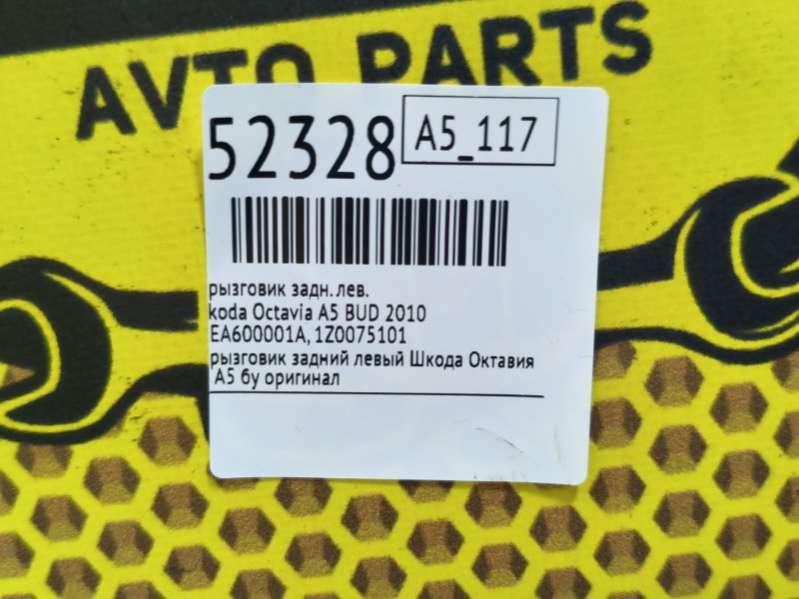 AVTO PARTS
52328
A5_117
рызговик задн. лев.
koda Octavia A5 BUD 2010
EA600001A, 1Z0075101
рызговик задний левый Шкода Октавия
A5 бу оригинал